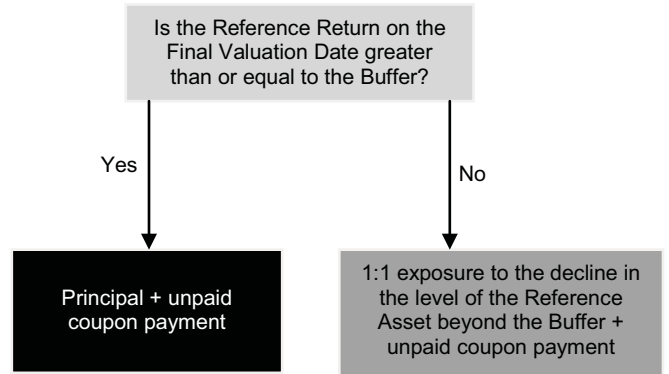 Is the Reference Return on the
Final Valuation Date greater
than or equal to the Buffer?
Yes
No
Principal + unpaid
coupon payment
1:1 exposure to the decline in
the level of the Reference
Asset beyond the Buffer +
unpaid coupon payment